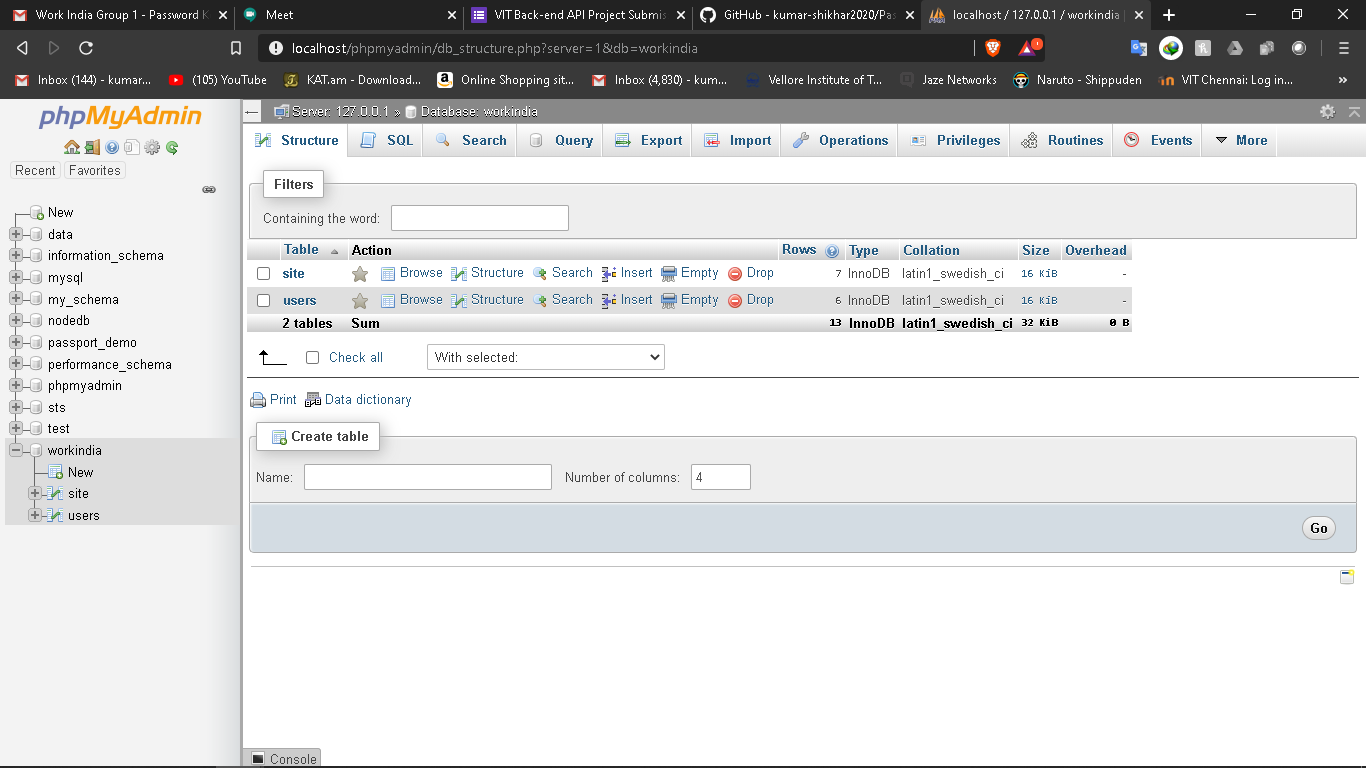 Work India Group 1 - Password K
Meet
VIT Back-end API Project Submis
GitHub - kumar-shikhar2020/Pas
localhost / 127.0.0.1 / workindia |
localhost/phpmyadmin/db_structure.php?server=1&db=workindia
1
Inbox (144) - kumar...
(105) YouTube
KAT.am - Download...
Online Shopping sit...
Inbox (4,830) - kum...
Vellore Institute of T...
Jaze Networks
Naruto - Shippuden
VIT Chennai: Log in...
»
phpMyAdmin
Recent Favorites
New
data
information_schema
mysql
my_schema
nodedb
passport_demo
performance_schema
phpmyadmin
sts
test
workindia
New
site
users
Server: 127.0.0.1 » Database: workindia
Structure SQL Search Query Export Import Operations Privileges Routines Events More
Filters
Containing the word:
Table Action Rows Type Collation Size Overhead
site Browse Structure Search Insert Empty Drop 7 InnoDB latin1_swedish_ci 16 KiB -
users Browse Structure Search Insert Empty Drop 6 InnoDB latin1_swedish_ci 16 KiB -
2 tables Sum 13 InnoDB latin1_swedish_ci 32 KiB 0 B
Check all With selected:
Print Data dictionary
Create table
Name: Number of columns: 4
Go
Console